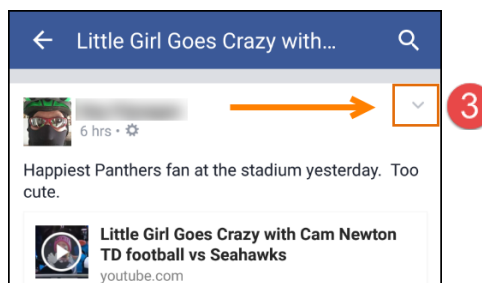 Little Girl Goes Crazy with...
6 hrs •
3
Happiest Panthers fan at the stadium yesterday.  Too
cute.
Little Girl Goes Crazy with Cam Newton
TD football vs Seahawks
youtube.com